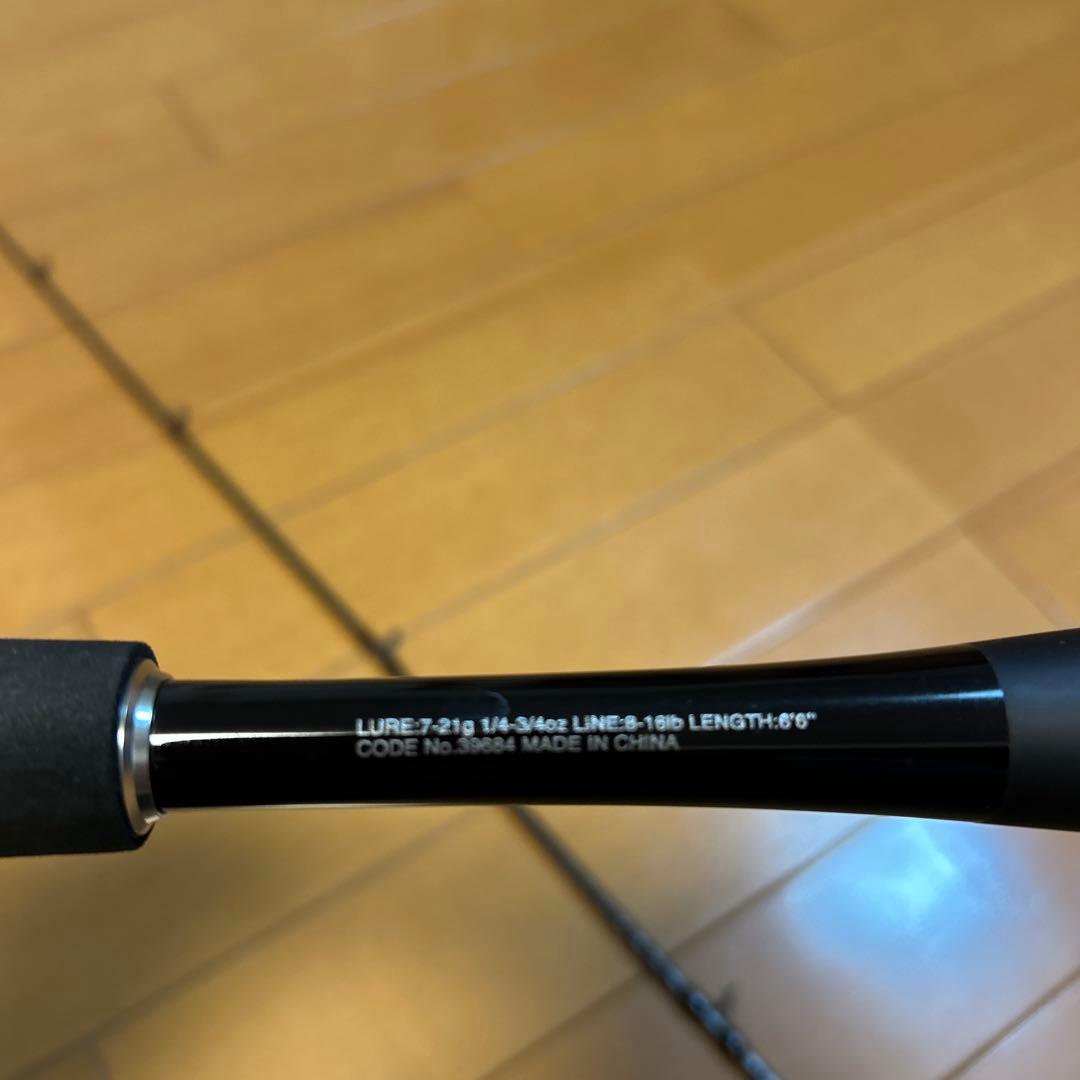 LURE:7-21g 1/4-3/4oz LINE:8-16lb LENGTH:6'6"
CODE No.39684 MADE IN CHINA